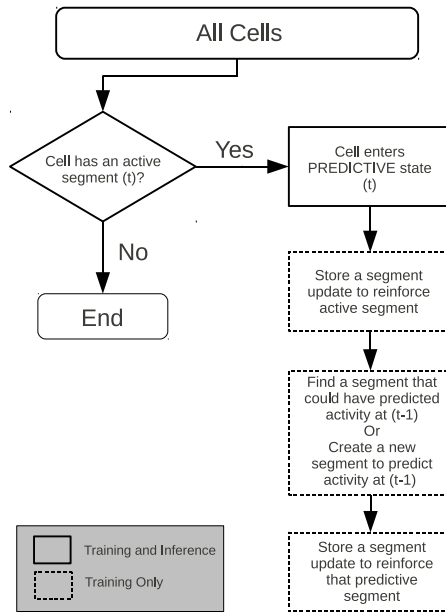 All Cells
Cell has an active
segment (t)?
Yes
Cell enters
PREDICTIVE state
(t)
No
End
Store a segment
update to reinforce
active segment
Find a segment that
could have predicted
activity at (t-1)
Or
Create a new
segment to predict
activity at (t-1)
Store a segment
update to reinforce
that predictive
segment
Training and Inference
Training Only